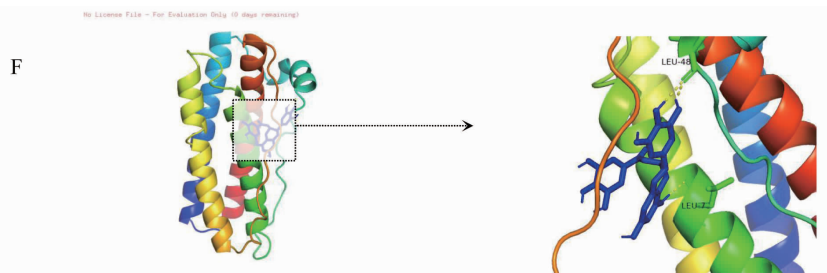 No License File - For Evaluation Only (0 days remaining)
F
LEU-48
LEU-7